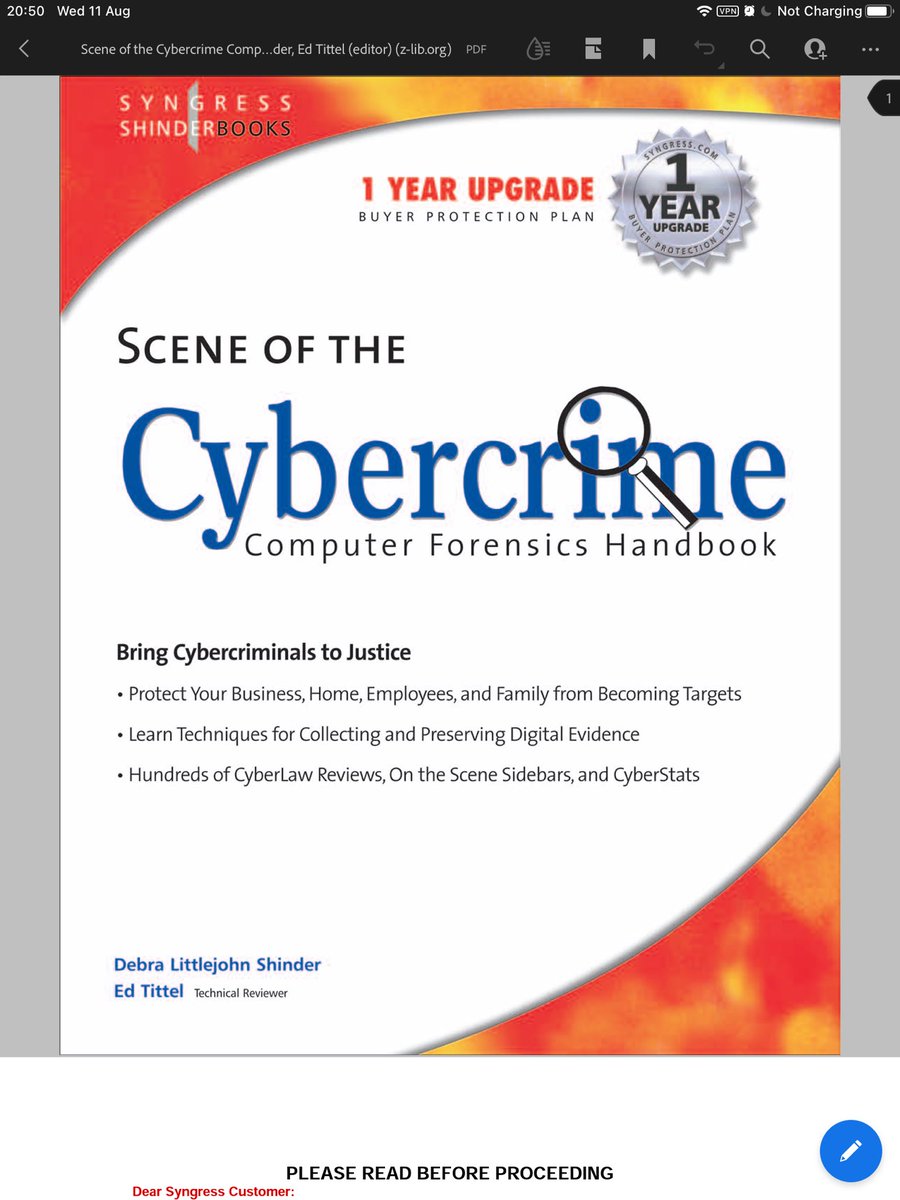 20:50 Wed 11 Aug
VPN
Not Charging
Scene of the Cybercrime Comp...der, Ed Tittel (editor) (z-lib.org) PDF
1
SYNGRESS
SHINDERBOOKS
1 YEAR UPGRADE
BUYER PROTECTION PLAN
SYNGRESS.COM
1
YEAR
UPGRADE
BUYER PROTECTION PLAN
SCENE OF THE
Cybercrime
Computer Forensics Handbook
Bring Cybercriminals to Justice
• Protect Your Business, Home, Employees, and Family from Becoming Targets
• Learn Techniques for Collecting and Preserving Digital Evidence
• Hundreds of CyberLaw Reviews, On the Scene Sidebars, and CyberStats
Debra Littlejohn Shinder
Ed Tittel Technical Reviewer
PLEASE READ BEFORE PROCEEDING
Dear Syngress Customer: